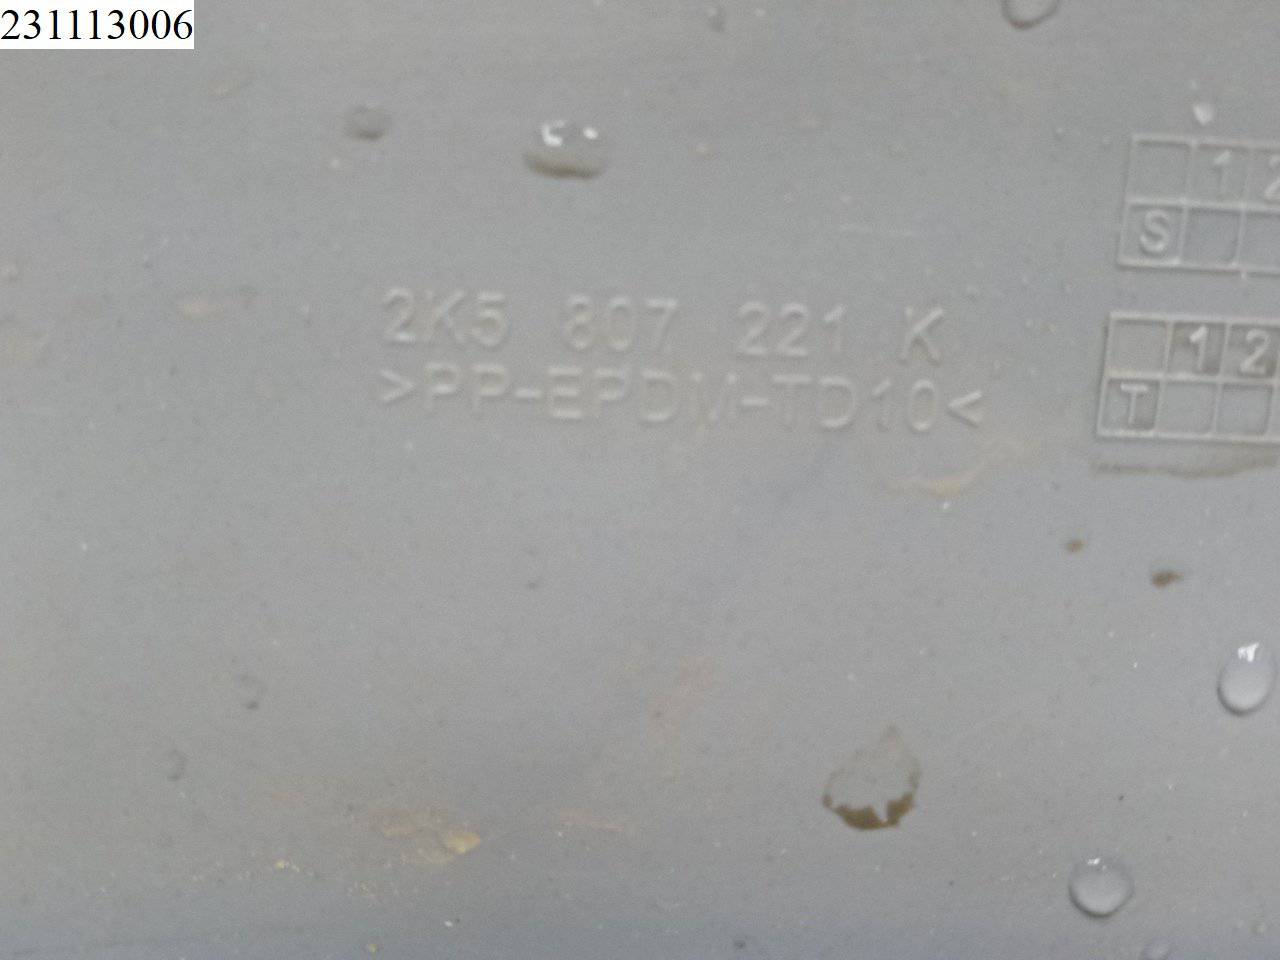 231113006
1 2
S
2K5 807 221 K
>PP-EPDM-TD10<
1 2
T